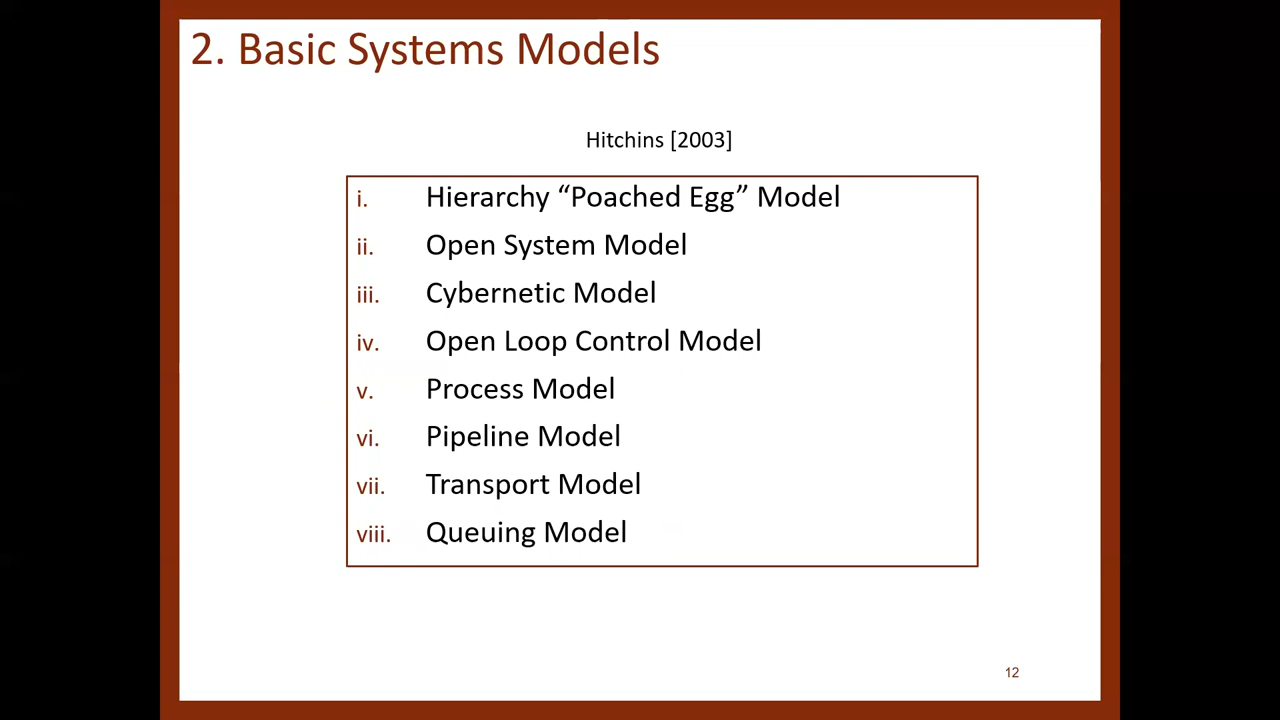 2. Basic Systems Models
Hitchins [2003]
i. Hierarchy “Poached Egg” Model
ii. Open System Model
iii. Cybernetic Model
iv. Open Loop Control Model
v. Process Model
vi. Pipeline Model
vii. Transport Model
viii. Queuing Model
12